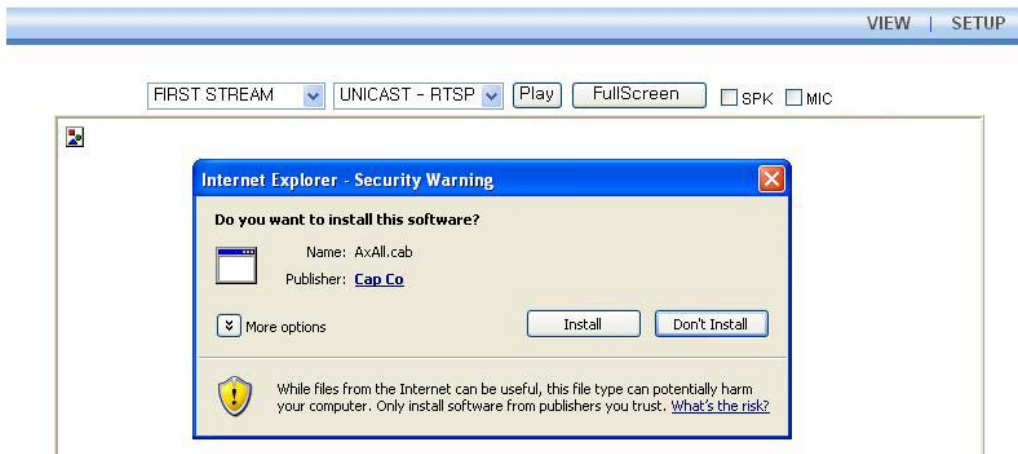 VIEW | SETUP
FIRST STREAM UNICAST - RTSP Play FullScreen SPK MIC
Internet Explorer - Security Warning
Do you want to install this software?
Name: AxAll.cab
Publisher: Cap Co
More options Install Don't Install
While files from the Internet can be useful, this file type can potentially harm
your computer. Only install software from publishers you trust. What's the risk?